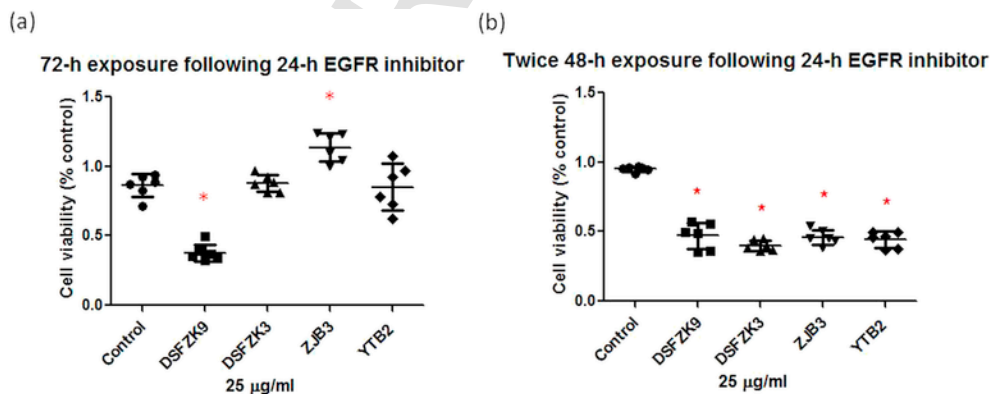 (a)
72-h exposure following 24-h EGFR inhibitor
Cell viability (% control)
1.5
1.0
0.5
0.0
*
*
Control
DSFZK9
DSFZK3
ZJB3
YTB2
25 µg/ml
(b)
Twice 48-h exposure following 24-h EGFR inhibitor
Cell viability (% control)
1.5
1.0
0.5
0.0
*
*
*
*
Control
DSFZK9
DSFZK3
ZJB3
YTB2
25 µg/ml